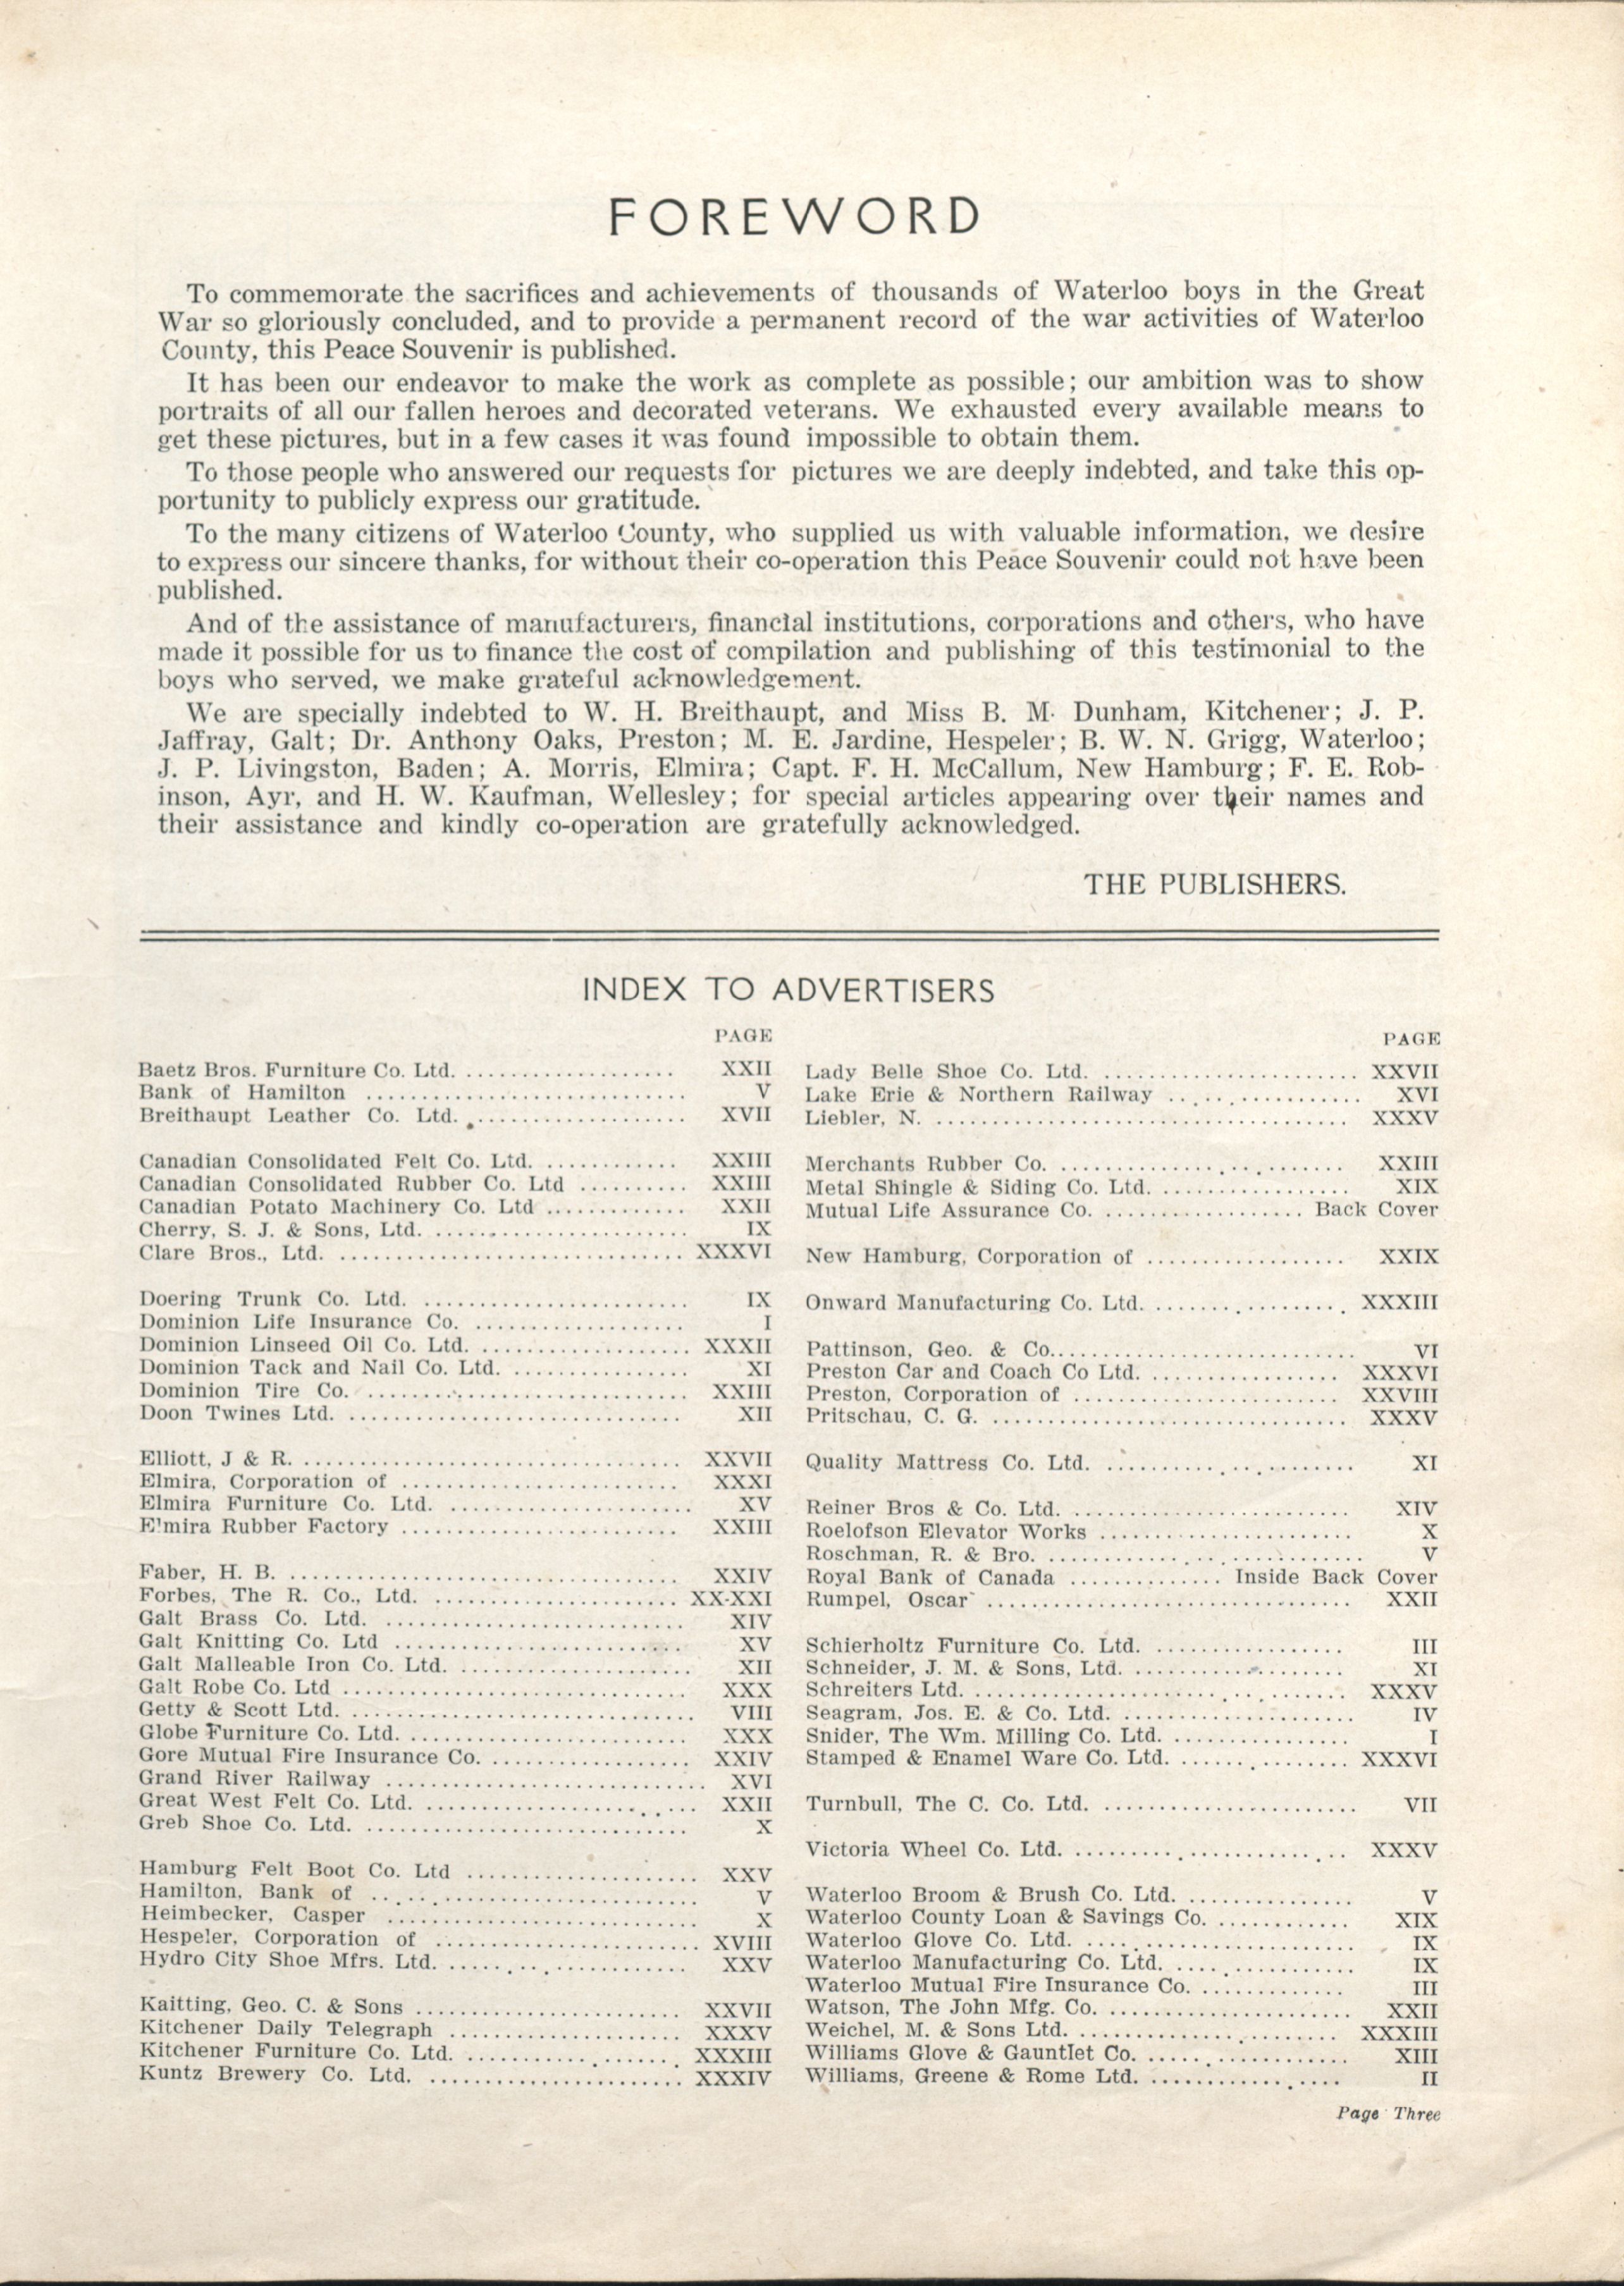 FOREWORD
To commemorate the sacrifices and achievements of thousands of Waterloo boys in the Great
War so gloriously concluded, and to provide a permanent record of the war activities of Waterloo
County, this Peace Souvenir is published.
It has been our endeavor to make the work as complete as possible; our ambition was to show
portraits of all our fallen heroes and decorated veterans. We exhausted every available means to
get these pictures, but in a few cases it was found impossible to obtain them.
To those people who answered our requests for pictures we are deeply indebted, and take this op-
portunity to publicly express our gratitude.
To the many citizens of Waterloo County, who supplied us with valuable information, we desire
to express our sincere thanks, for without their co-operation this Peace Souvenir could not have been
published.
And of the assistance of manufacturers, financial institutions, corporations and others, who have
made it possible for us to finance the cost of compilation and publishing of this testimonial to the
boys who served, we make grateful acknowledgement.
We are specially indebted to W. H. Breithaupt, and Miss B. M. Dunham, Kitchener; J. P.
Jaffray, Galt; Dr. Anthony Oaks, Preston; M. E. Jardine, Hespeler; B. W. N. Grigg, Waterloo;
J. P. Livingston, Baden; A. Morris, Elmira; Capt. F. H. McCallum, New Hamburg; F. E. Rob-
inson, Ayr, and H. W. Kaufman, Wellesley; for special articles appearing over their names and
their assistance and kindly co-operation are gratefully acknowledged.
THE PUBLISHERS.
INDEX TO ADVERTISERS
PAGE
Baetz Bros. Furniture Co. Ltd. .................... XXII
Bank of Hamilton .................... V
Breithaupt Leather Co. Ltd. .................... XVII
Canadian Consolidated Felt Co. Ltd. ............ XXIII
Canadian Consolidated Rubber Co. Ltd .......... XXIII
Canadian Potato Machinery Co. Ltd ............. XXII
Cherry, S. J. & Sons, Ltd. .................... IX
Clare Bros., Ltd. .................... XXXVI
Doering Trunk Co. Ltd. .................... IX
Dominion Life Insurance Co. .................... I
Dominion Linseed Oil Co. Ltd. .................... XXXII
Dominion Tack and Nail Co. Ltd. ................ XI
Dominion Tire Co. .................... XXIII
Doon Twines Ltd. .................... XII
Elliott, J & R. .................... XXVII
Elmira, Corporation of .................... XXXI
Elmira Furniture Co. Ltd. .................... XV
E'mira Rubber Factory .................... XXIII
Faber, H. B. .................... XXIV
Forbes, The R. Co., Ltd. .................... XX-XXI
Galt Brass Co. Ltd. .................... XIV
Galt Knitting Co. Ltd .................... XV
Galt Malleable Iron Co. Ltd. .................... XII
Galt Robe Co. Ltd .................... XXX
Getty & Scott Ltd. .................... VIII
Globe Furniture Co. Ltd. .................... XXX
Gore Mutual Fire Insurance Co. .................... XXIV
Grand River Railway .................... XVI
Great West Felt Co. Ltd. .................... XXII
Greb Shoe Co. Ltd. .................... X
Hamburg Felt Boot Co. Ltd .................... XXV
Hamilton, Bank of .................... V
Heimbecker, Casper .................... X
Hespeler, Corporation of .................... XVIII
Hydro City Shoe Mfrs. Ltd. .................... XXV
Kaitting, Geo. C. & Sons .................... XXVII
Kitchener Daily Telegraph .................... XXXV
Kitchener Furniture Co. Ltd. .................... XXXIII
Kuntz Brewery Co. Ltd. .................... XXXIV
PAGE
Lady Belle Shoe Co. Ltd. .................... XXVII
Lake Erie & Northern Railway .................... XVI
Liebler, N. .................... XXXV
Merchants Rubber Co. .................... XXIII
Metal Shingle & Siding Co. Ltd. .................. XIX
Mutual Life Assurance Co. .................. Back Cover
New Hamburg, Corporation of .................. XXIX
Onward Manufacturing Co. Ltd. .................. XXXIII
Pattinson, Geo. & Co. .................... VI
Preston Car and Coach Co Ltd. .................. XXXVI
Preston, Corporation of .................... XXVIII
Pritschau, C. G. .................... XXXV
Quality Mattress Co. Ltd. .................... XI
Reiner Bros & Co. Ltd. .................... XIV
Roelofson Elevator Works .................... X
Roschman, R. & Bro. .................... V
Royal Bank of Canada .............. Inside Back Cover
Rumpel, Oscar .................... XXII
Schierholtz Furniture Co. Ltd. .................. III
Schneider, J. M. & Sons, Ltd. .................... XI
Schreiters Ltd. .................... XXXV
Seagram, Jos. E. & Co. Ltd. .................... IV
Snider, The Wm. Milling Co. Ltd. ................ I
Stamped & Enamel Ware Co. Ltd. ................ XXXVI
Turnbull, The C. Co. Ltd. .................... VII
Victoria Wheel Co. Ltd. .................... XXXV
Waterloo Broom & Brush Co. Ltd. ............... V
Waterloo County Loan & Savings Co. ............ XIX
Waterloo Glove Co. Ltd. .................... IX
Waterloo Manufacturing Co. Ltd. ................ IX
Waterloo Mutual Fire Insurance Co. ............. III
Watson, The John Mfg. Co. .................... XXII
Weichel, M. & Sons Ltd. .................... XXXIII
Williams Glove & Gauntlet Co. .................... XIII
Williams, Greene & Rome Ltd. .................. II
Page Three